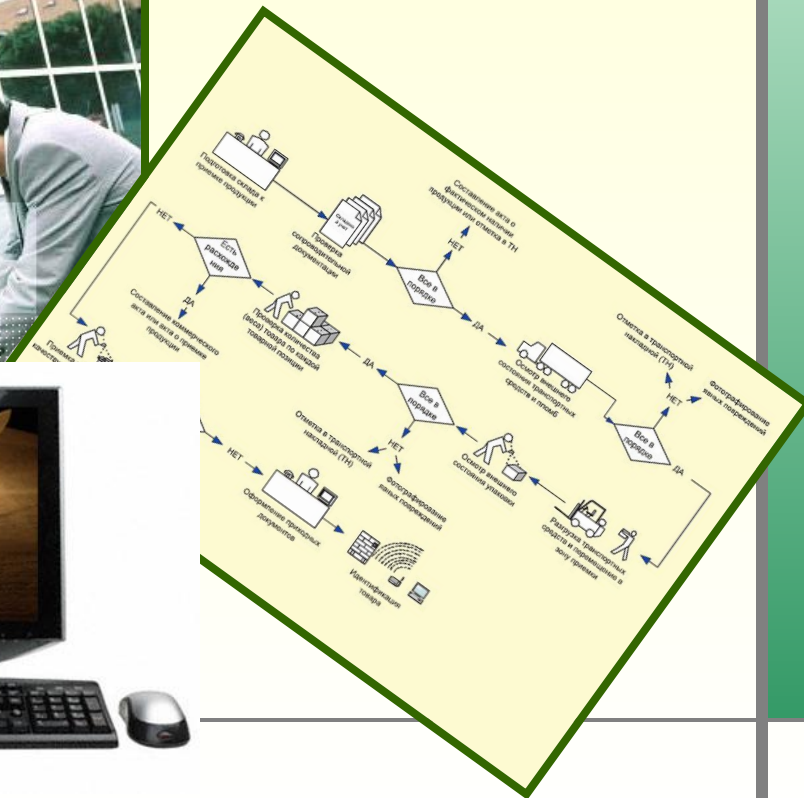 Подготовка склада к
приемке продукции
Проверка
сопроводительной
документации
Все в
порядке
НЕТ
Составление акта о
фактическом наличии
продукции или отметка в ТН
ДА
Осмотр внешнего
состояния транспортных
средств и пломб
Все в
порядке
НЕТ
Отметка в транспортной
накладной (ТН)
Фотографирование
явных повреждений
ДА
Разгрузка транспортных
средств и перемещение в
зону приемки
Осмотр внешнего
состояния упаковки
Все в
порядке
НЕТ
Отметка в транспортной
накладной (ТН)
Фотографирование
явных повреждений
ДА
Проверка количества
(веса) товара по каждой
товарной позиции
Есть
расхожде
ния
НЕТ
ДА
Составление коммерческого
акта или акта о приемке
продукции
Приемка
НЕТ
Оформление приходных
документов
Идентификация
товара